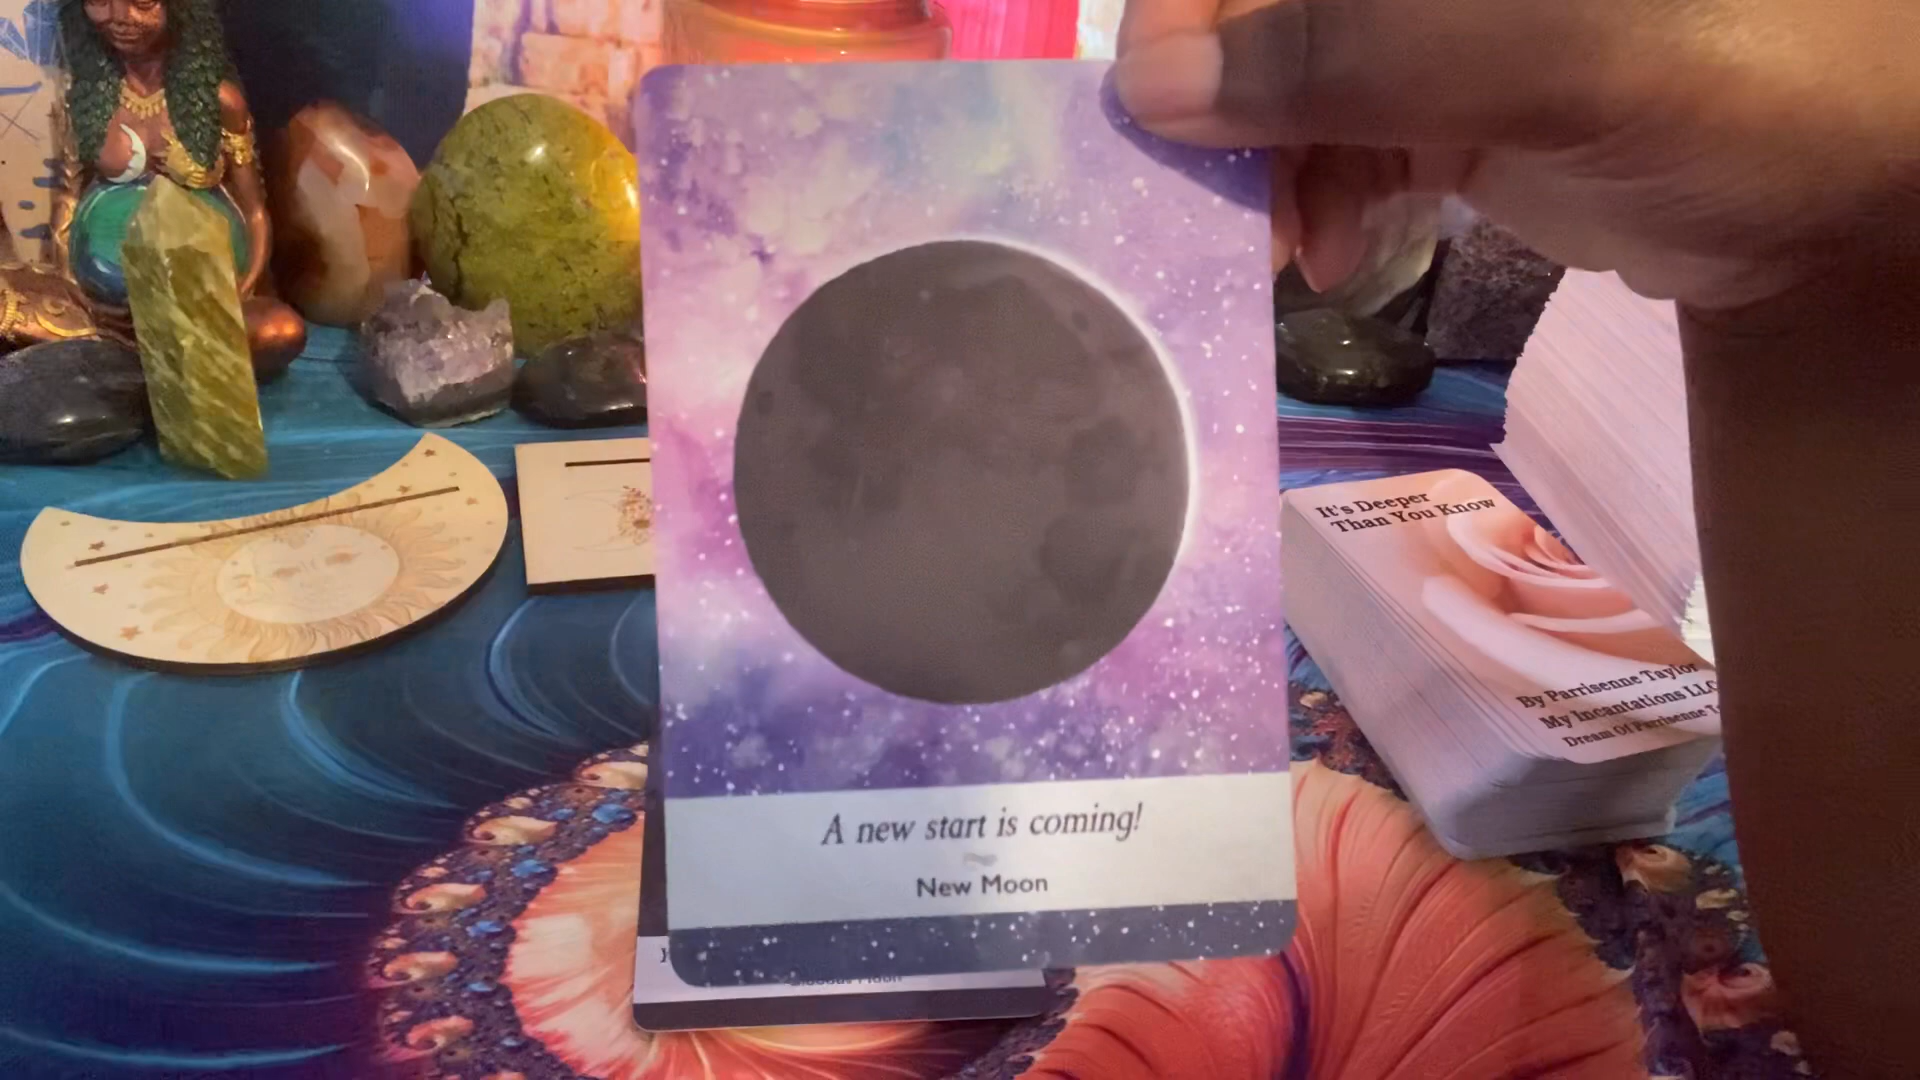 A new start is coming!
New Moon
It's Deeper
Than You Know
By Parrisenne Taylor
My Incantations LLC
Dream Of Parrisenne
Moon